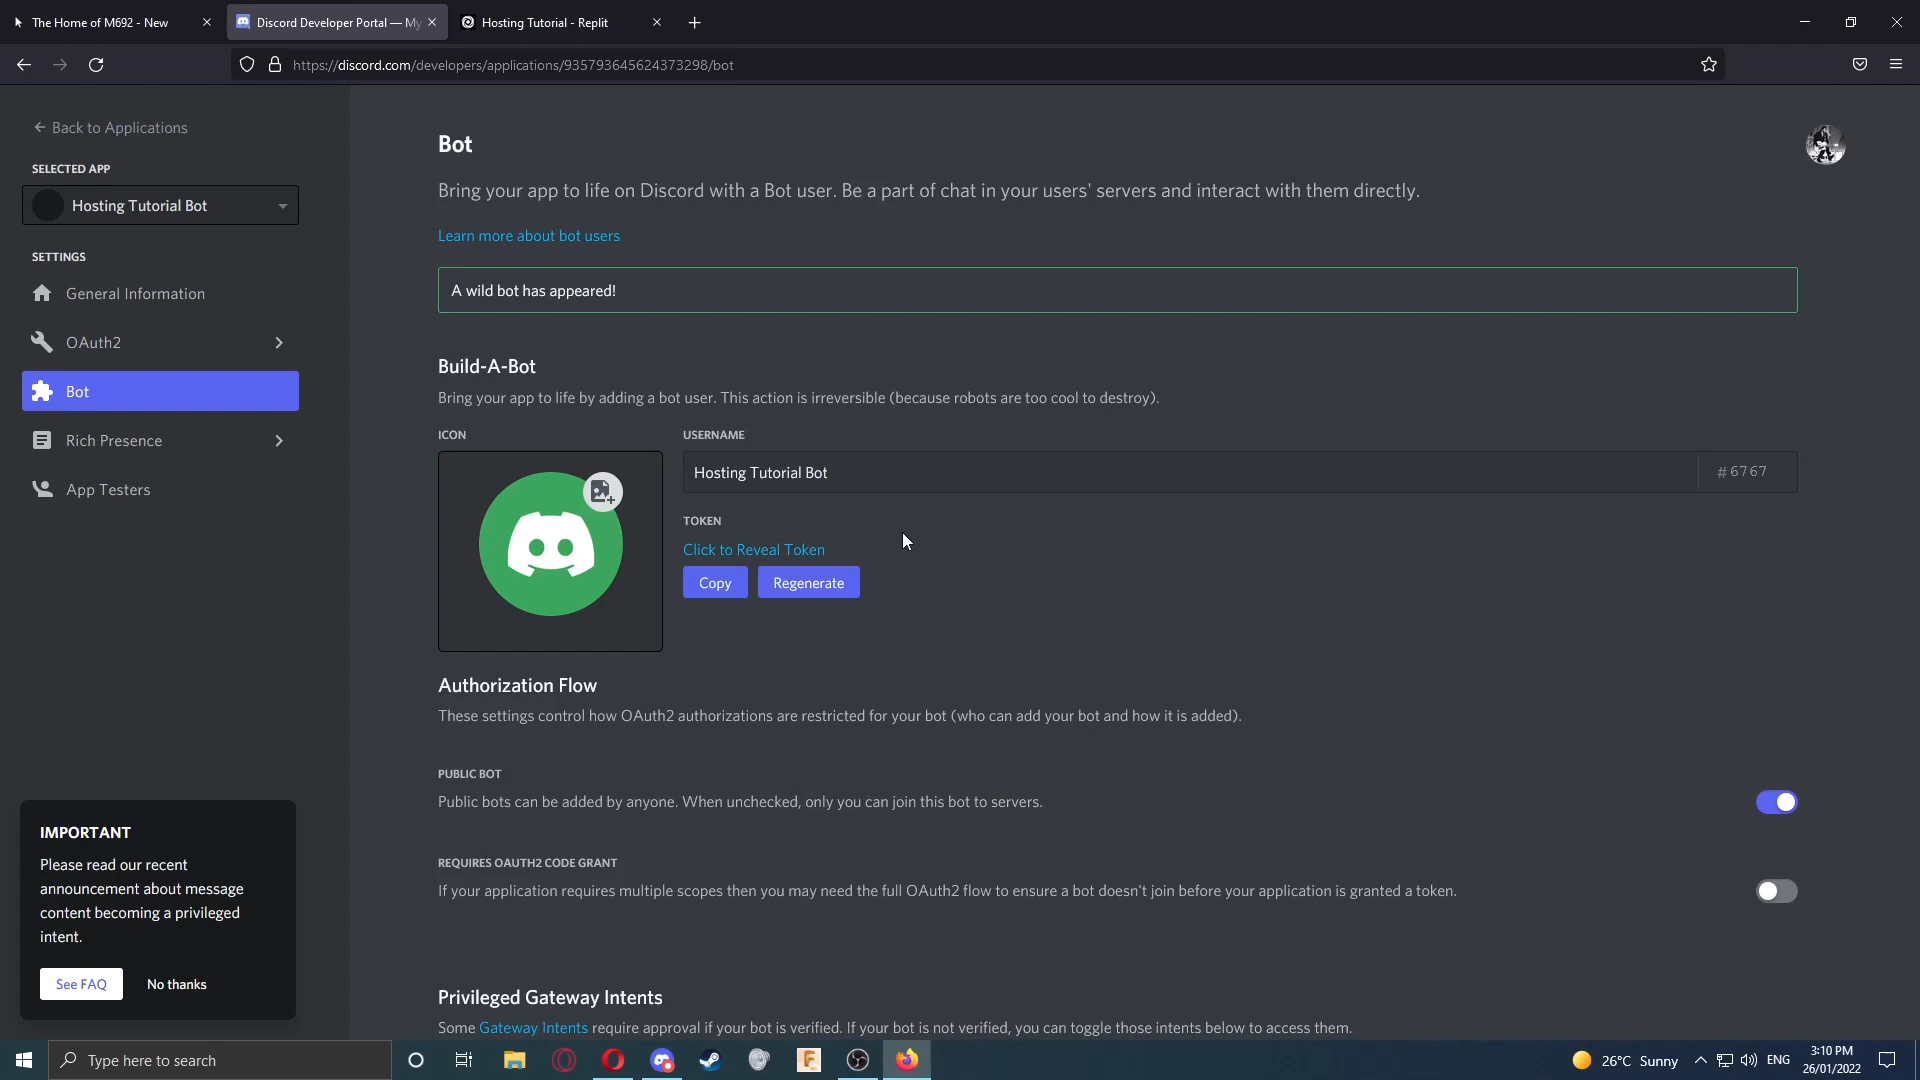 The Home of M692 - New
Discord Developer Portal — My
Hosting Tutorial - Replit
https://discord.com/developers/applications/935793645624373298/bot
Back to Applications
SELECTED APP
Hosting Tutorial Bot
SETTINGS
General Information
OAuth2
Bot
Rich Presence
App Testers
IMPORTANT
Please read our recent
announcement about message
content becoming a privileged
intent.
See FAQ
No thanks
Bot
Bring your app to life on Discord with a Bot user. Be a part of chat in your users' servers and interact with them directly.
Learn more about bot users
A wild bot has appeared!
Build-A-Bot
Bring your app to life by adding a bot user. This action is irreversible (because robots are too cool to destroy).
ICON
USERNAME
Hosting Tutorial Bot
#6767
TOKEN
Click to Reveal Token
Copy
Regenerate
Authorization Flow
These settings control how OAuth2 authorizations are restricted for your bot (who can add your bot and how it is added).
PUBLIC BOT
Public bots can be added by anyone. When unchecked, only you can join this bot to servers.
REQUIRES OAUTH2 CODE GRANT
If your application requires multiple scopes then you may need the full OAuth2 flow to ensure a bot doesn't join before your application is granted a token.
Privileged Gateway Intents
Some Gateway Intents require approval if your bot is verified. If your bot is not verified, you can toggle those intents below to access them.
Type here to search
26°C Sunny
ENG
3:10 PM
26/01/2022